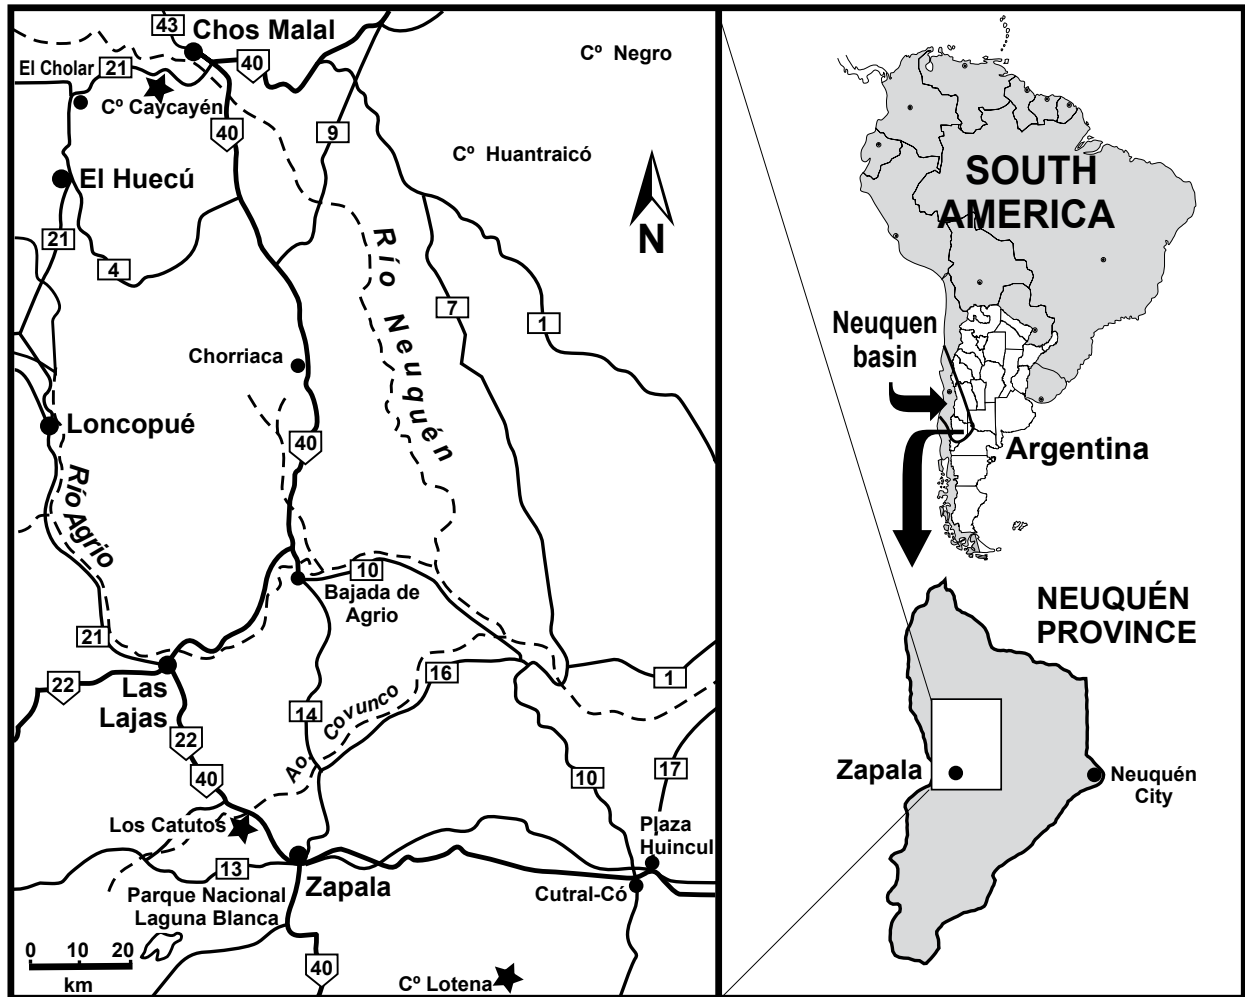 43
Chos Malal
Cº Negro
El Cholar
21
40
Cº Caycayén
40
9
Cº Huantraicó
El Huecú
N
21
4
Río Neuquén
7
1
Chorriaca
Loncopué
40
Río Agrio
10
Bajada de
Agrio
21
22
Las
Lajas
16
1
14
Ao. Covunco
22
40
10
17
Los Catutos
Plaza
Huincul
13
Zapala
Parque Nacional
Laguna Blanca
Cutral-Có
0 10 20
km
40
Cº Lotena
SOUTH
AMERICA
Neuquen
basin
Argentina
NEUQUÉN
PROVINCE
Zapala
Neuquén
City